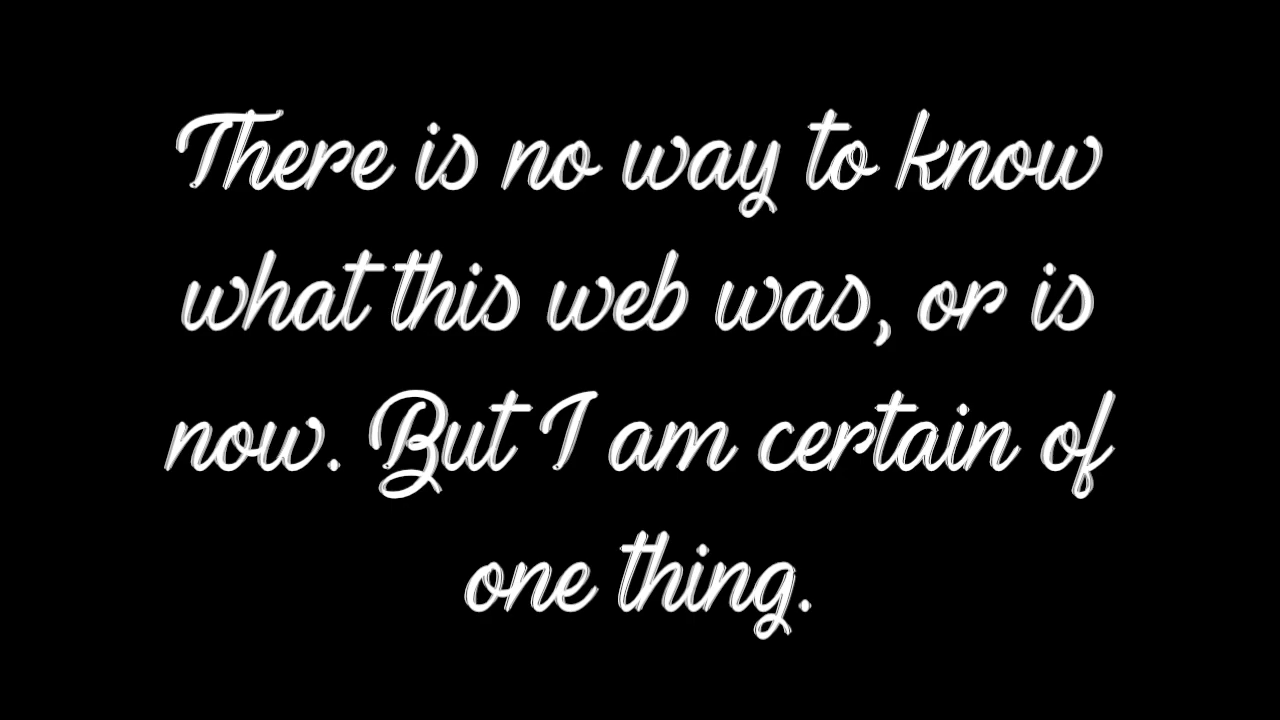 There is no way to know
what this web was, or is
now. But I am certain of
one thing.